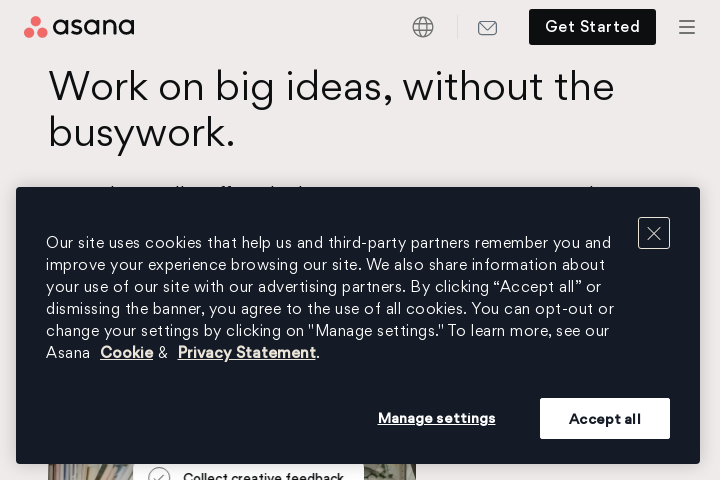 asana
Get Started
Work on big ideas, without the
busywork.
Our site uses cookies that help us and third-party partners remember you and
improve your experience browsing our site. We also share information about
your use of our site with our advertising partners. By clicking “Accept all” or
dismissing the banner, you agree to the use of all cookies. You can opt-out or
change your settings by clicking on "Manage settings." To learn more, see our
Asana Cookie & Privacy Statement.
Manage settings
Accept all
Collect creative feedback